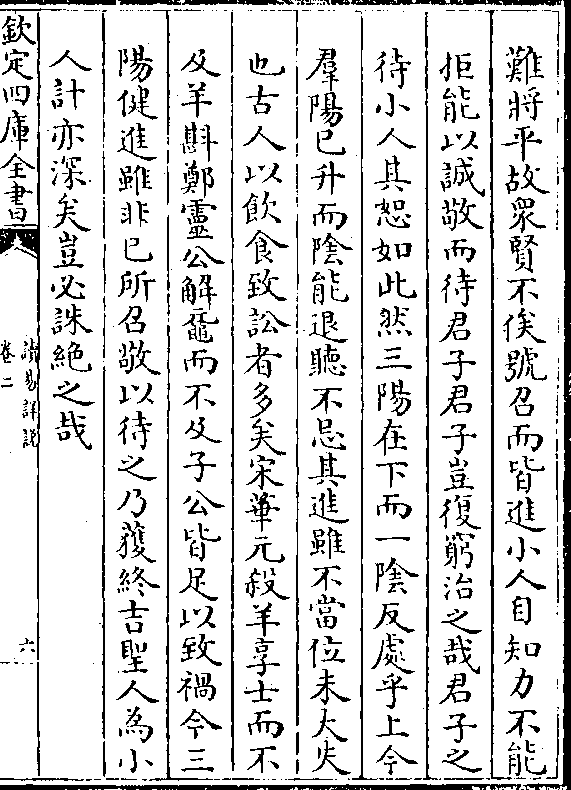 難將平故衆賢不俟號召而皆進小人自知力不能
拒能以誠敬而待君子君子豈復窮治之哉君子之
待小人其恕如此然三陽在下而一陰反處乎上今
羣陽已升而陰能退聽不忌其進雖不當位未大失
也古人以飲食致訟者多矣宋華元殺羊享士而不
及羊斟鄭靈公解黿而不及子公皆足以致禍今三
陽健進雖非已所召敬以待之乃獲終吉聖人為小
人計亦深矣豈必誅絶之哉
欽定四庫全書
讀易詳說
卷二
六